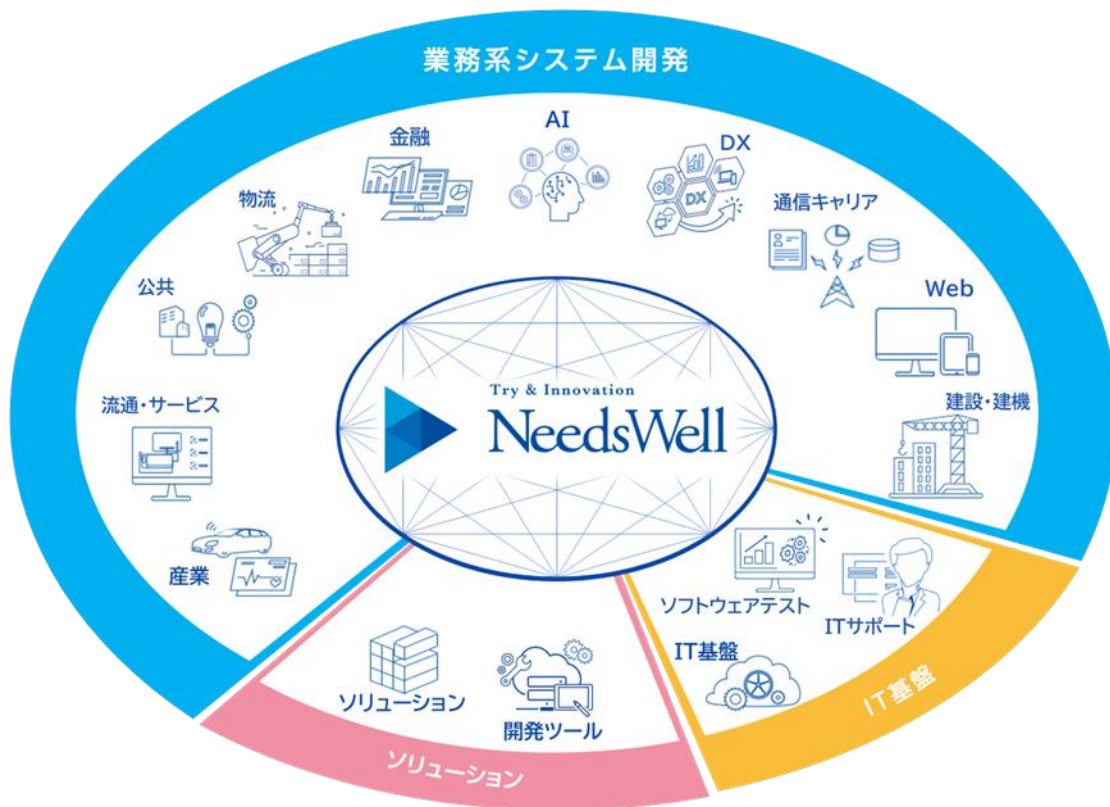 業務系システム開発
AI
金融
DX
物流
通信キャリア
公共
Web
DX
流通・サービス
建設・建機
Try & Innovation
NeedsWell
産業
ソフトウェアテスト
ITサポート
IT基盤
ソリューション
開発ツール
IT基盤
ソリューション